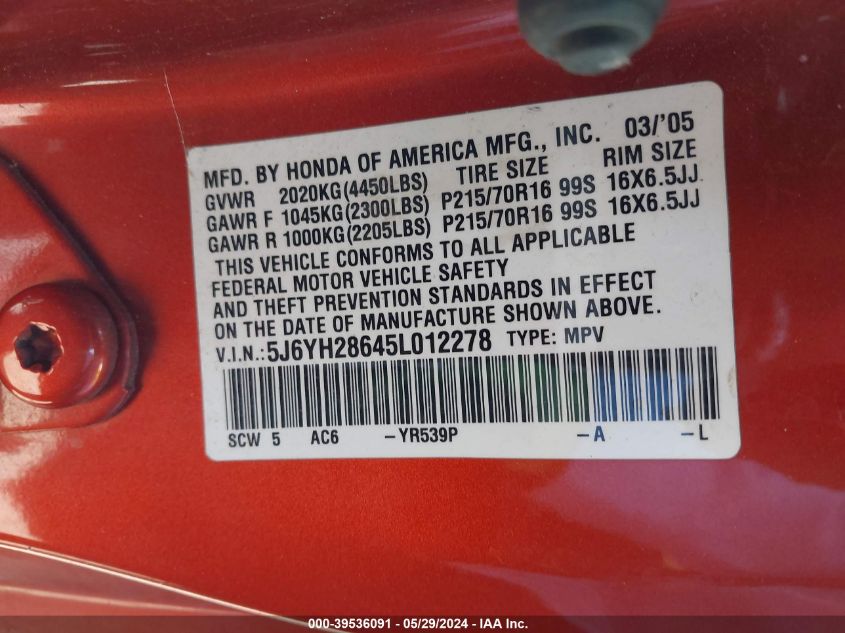 MFD. BY HONDA OF AMERICA MFG., INC. 03/'05
GVWR 2020KG(4450LBS) TIRE SIZE RIM SIZE
GAWR F 1045KG(2300LBS) P215/70R16 99S 16X6.5JJ
GAWR R 1000KG(2205LBS) P215/70R16 99S 16X6.5JJ
THIS VEHICLE CONFORMS TO ALL APPLICABLE
FEDERAL MOTOR VEHICLE SAFETY
AND THEFT PREVENTION STANDARDS IN EFFECT
ON THE DATE OF MANUFACTURE SHOWN ABOVE.
V.I.N.:5J6YH28645L012278 TYPE: MPV
SCW 5 AC6 -YR539P -A -L
000-39536091 - 05/29/2024 - IAA Inc.